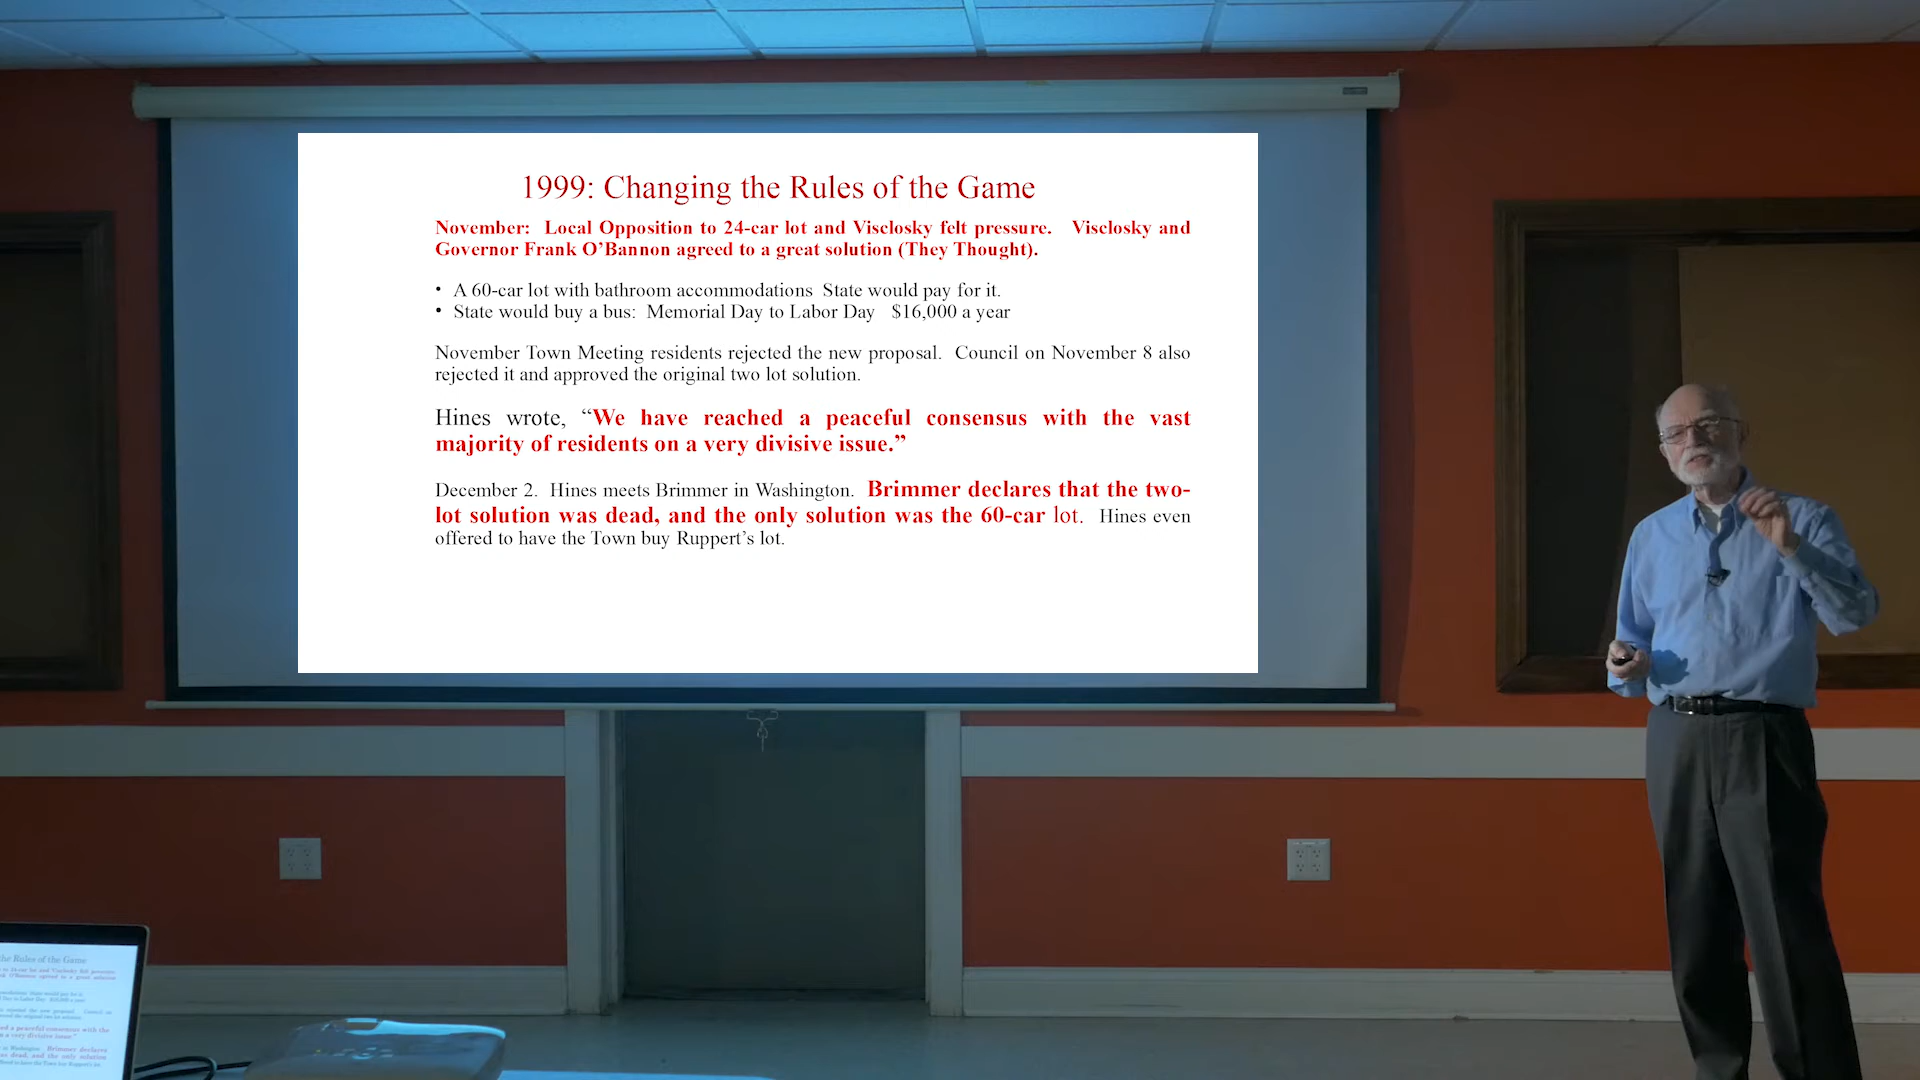 1999: Changing the Rules of the Game
November: Local Opposition to 24-car lot and Visclosky felt pressure. Visclosky and
Governor Frank O’Bannon agreed to a great solution (They Thought).
• A 60-car lot with bathroom accommodations State would pay for it.
• State would buy a bus: Memorial Day to Labor Day $16,000 a year
November Town Meeting residents rejected the new proposal. Council on November 8 also
rejected it and approved the original two lot solution.
Hines wrote, “We have reached a peaceful consensus with the vast
majority of residents on a very divisive issue.”
December 2. Hines meets Brimmer in Washington. Brimmer declares that the two-
lot solution was dead, and the only solution was the 60-car lot. Hines even
offered to have the Town buy Ruppert’s lot.
the Rules of the Game